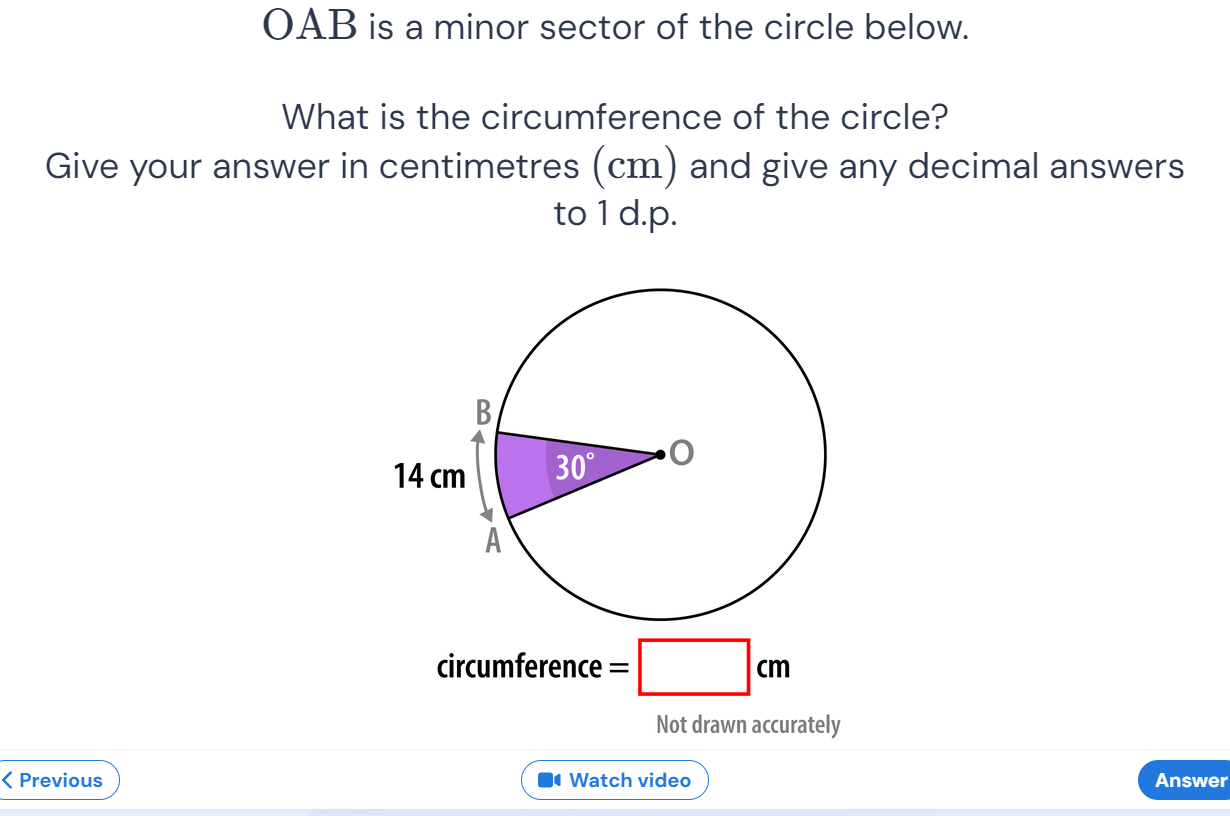 OAB is a minor sector of the circle below.
What is the circumference of the circle?
Give your answer in centimetres (cm) and give any decimal answers
to 1 d.p.
B
14 cm
30°
O
A
circumference = cm
Not drawn accurately
Previous
Watch video
Answer